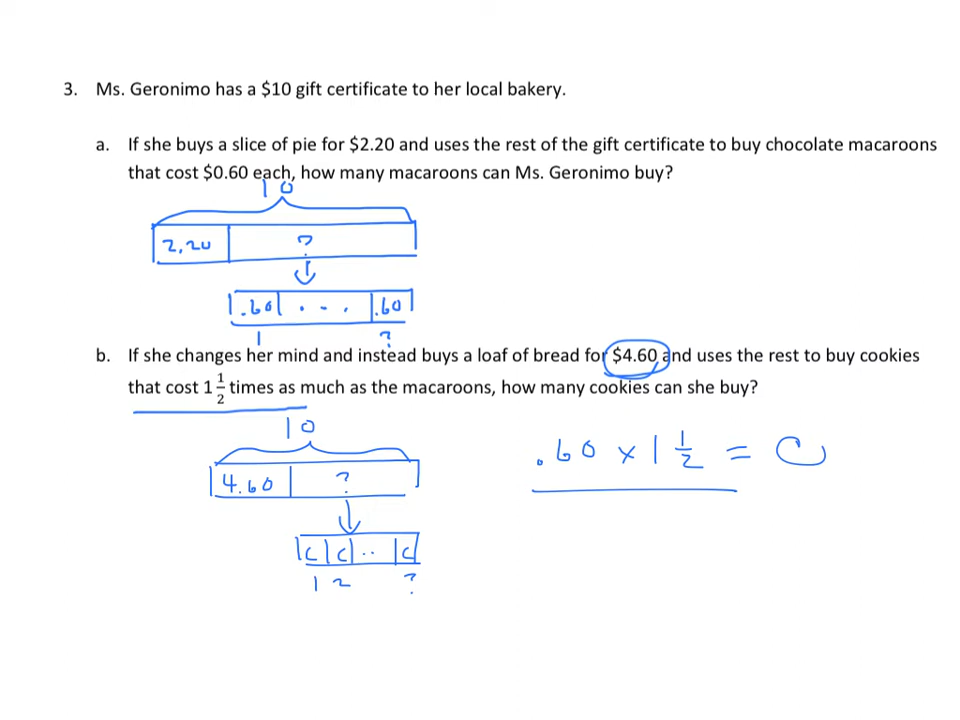 3. Ms. Geronimo has a $10 gift certificate to her local bakery.
a. If she buys a slice of pie for $2.20 and uses the rest of the gift certificate to buy chocolate macaroons
that cost $0.60 each, how many macaroons can Ms. Geronimo buy?
10
2,20 ?
.60 . . . .60
1 ?
b. If she changes her mind and instead buys a loaf of bread for $4.60 and uses the rest to buy cookies
that cost 1 1/2 times as much as the macaroons, how many cookies can she buy?
10
.60 x 1 1/2 = C
4.60 ?
c c .. c
1 2 ?